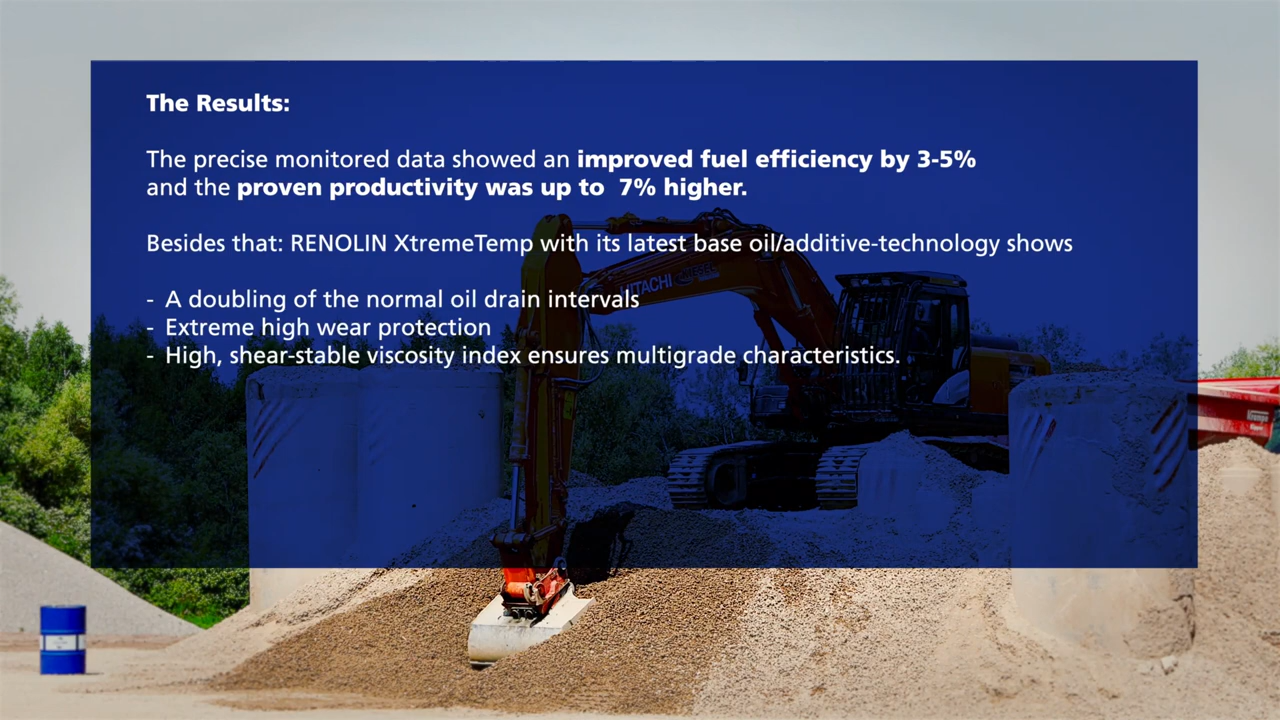 The Results:
The precise monitored data showed an improved fuel efficiency by 3-5%
and the proven productivity was up to  7% higher.
Besides that: RENOLIN XtremeTemp with its latest base oil/additive-technology shows
- A doubling of the normal oil drain intervals
- Extreme high wear protection
- High, shear-stable viscosity index ensures multigrade characteristics.
HITACHI